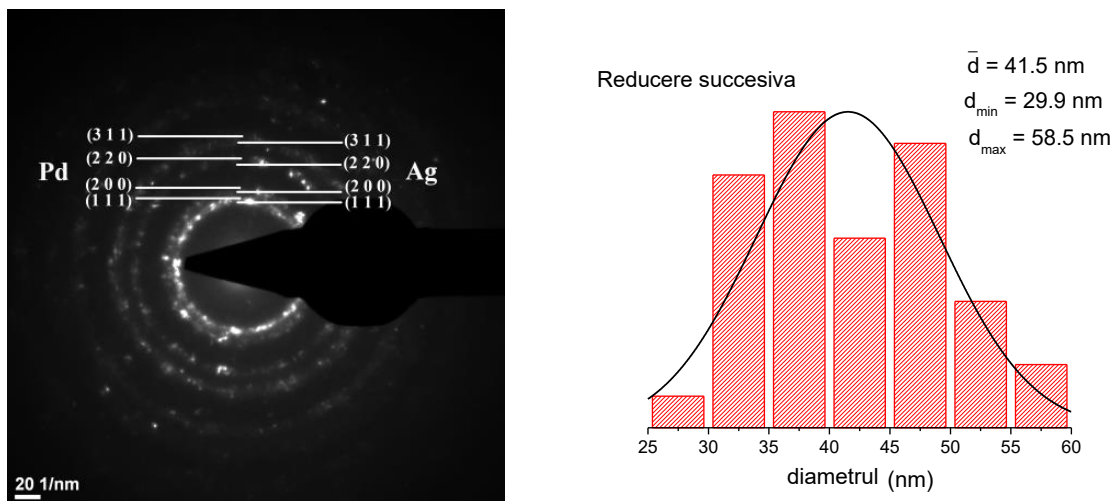 (3 1 1)
(3 1 1)
(2 2 0)
(2 2 0)
Pd
Ag
(2 0 0)
(2 0 0)
(1 1 1)
(1 1 1)
20 1/nm
d̄ = 41.5 nm
Reducere succesiva
dmin = 29.9 nm
dmax = 58.5 nm
25 30 35 40 45 50 55 60
diametrul (nm)